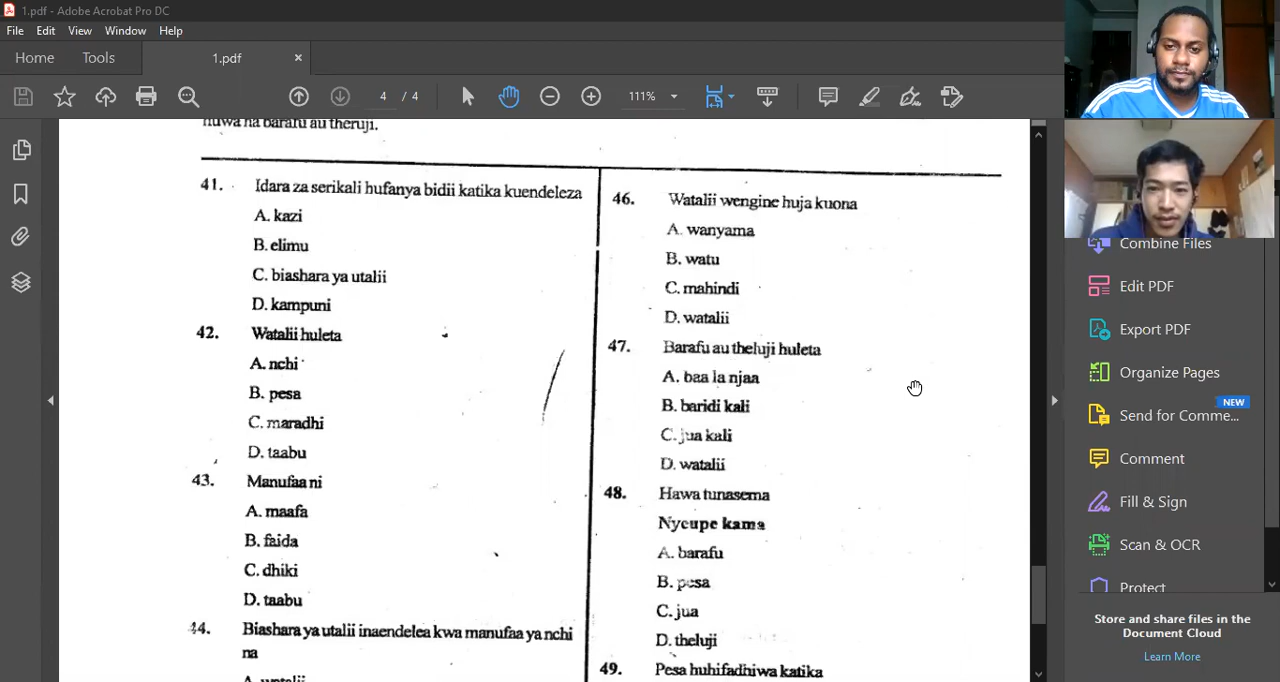 1.pdf - Adobe Acrobat Pro DC
File Edit View Window Help
Home Tools 1.pdf ×
4 / 4 111%
huwa na barafu au theruji.
41. Idara za serikali hufanya bidii katika kuendeleza
A. kazi
B. elimu
C. biashara ya utalii
D. kampuni
42. Watalii huleta
A. nchi
B. pesa
C. maradhi
D. taabu
43. Manufaa ni
A. maafa
B. faida
C. dhiki
D. taabu
44. Biashara ya utalii inaendelea kwa manufaa ya nchi
na
A. watalii
46. Watalii wengine huja kuona
A. wanyama
B. watu
C. mahindi
D. watalii
47. Barafu au theluji huleta
A. baa la njaa
B. baridi kali
C. jua kali
D. watalii
48. Hawa tunasema
Nyeupe kama
A. barafu
B. pesa
C. jua
D. theluji
49. Pesa huhifadhiwa katika
Combine Files
Edit PDF
Export PDF
Organize Pages
NEW
Send for Comme...
Comment
Fill & Sign
Scan & OCR
Protect
Store and share files in the
Document Cloud
Learn More